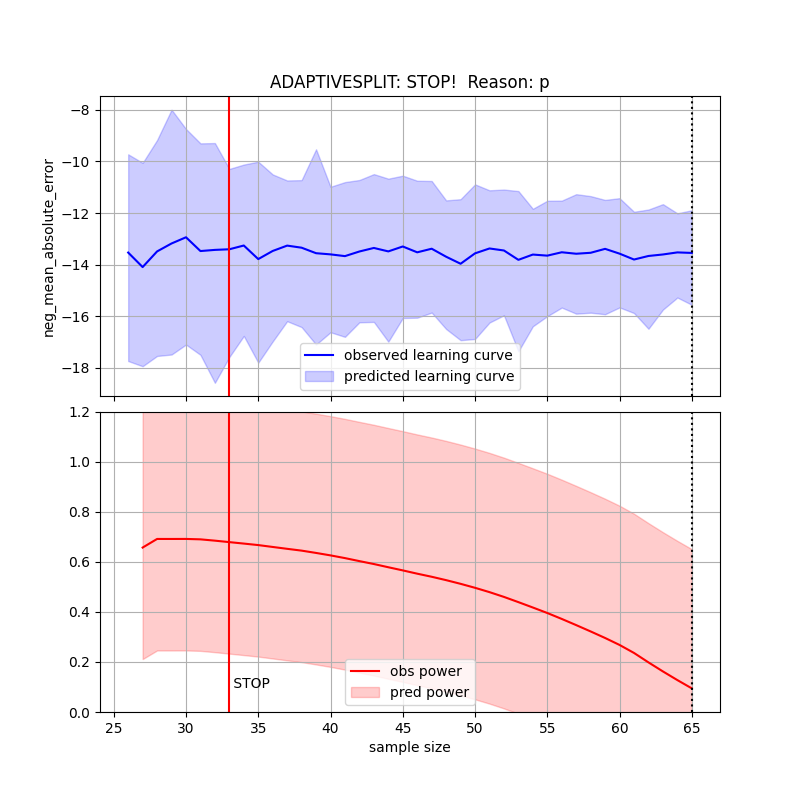 ADAPTIVESPLIT: STOP!  Reason: p
neg_mean_absolute_error
−8
−10
−12
−14
−16
−18
observed learning curve
predicted learning curve
1.2
1.0
0.8
0.6
0.4
0.2
0.0
STOP
obs power
pred power
25 30 35 40 45 50 55 60 65
sample size